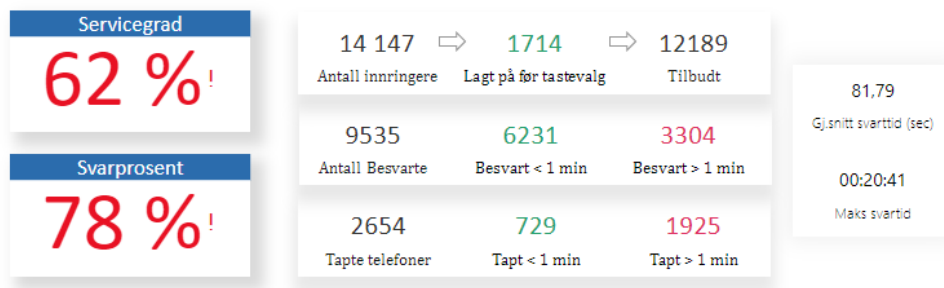 Servicegrad
62 % !
Svarprosent
78 % !
14 147 ⇨ 1714 ⇨ 12189
Antall innringere Lagt på før tastevalg Tilbudt
9535 6231 3304
Antall Besvarte Besvart < 1 min Besvart > 1 min
2654 729 1925
Tapte telefoner Tapt < 1 min Tapt > 1 min
81,79
Gj.snitt svarttid (sec)
00:20:41
Maks svartid